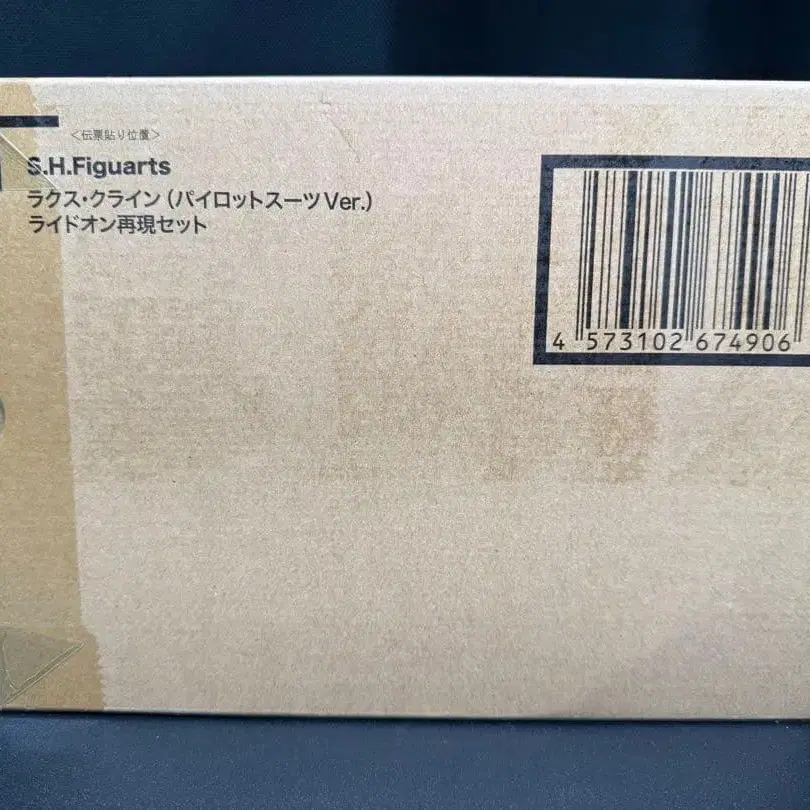 ＜伝票貼り位置＞
S.H.Figuarts
ラクス・クライン（パイロットスーツVer.）
ライドオン再現セット
4 573102 674906